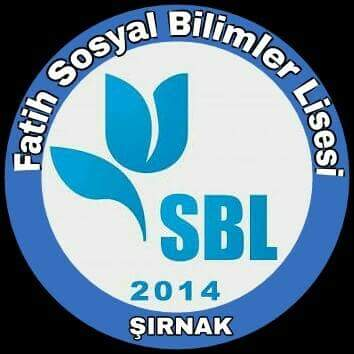 Fatih Sosyal Bilimler Lisesi
SBL
2014
ŞIRNAK